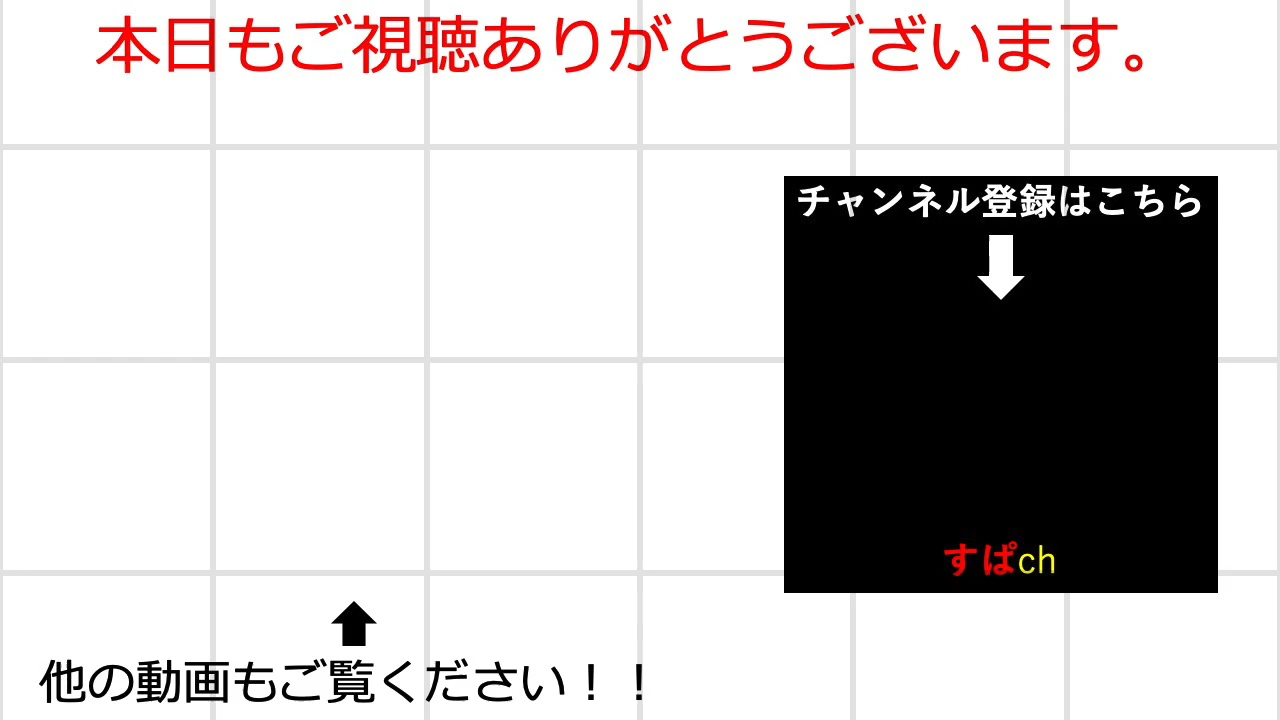 本日もご視聴ありがとうございます。
チャンネル登録はこちら
すぱch
他の動画もご覧ください！！